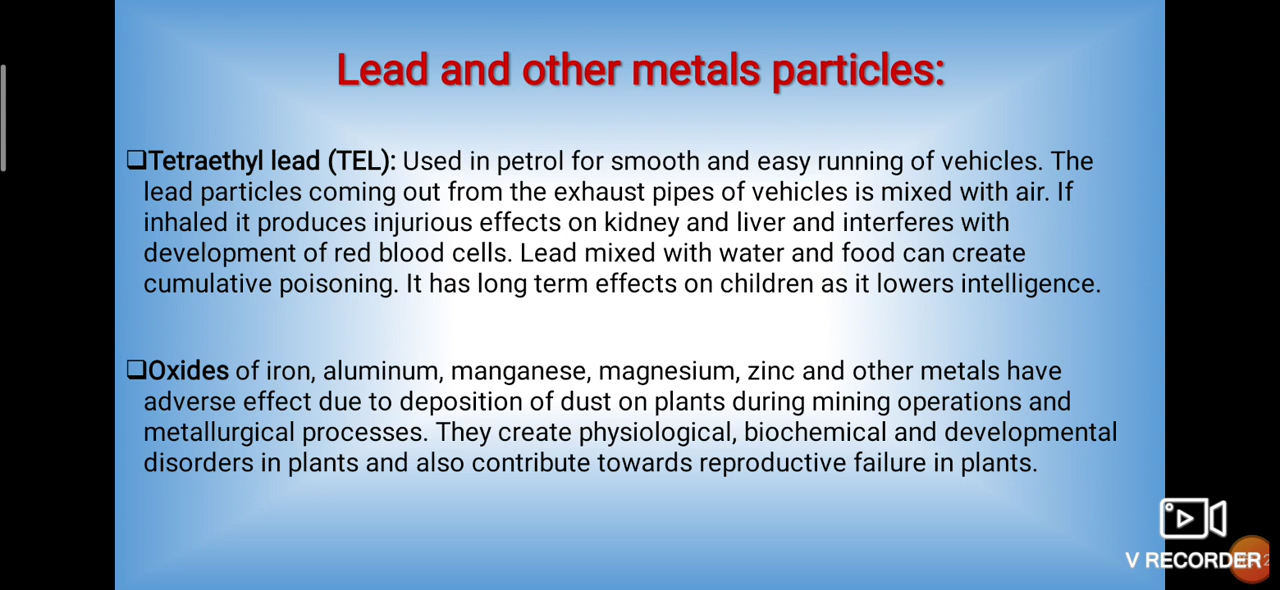 Lead and other metals particles:
❑Tetraethyl lead (TEL): Used in petrol for smooth and easy running of vehicles. The
lead particles coming out from the exhaust pipes of vehicles is mixed with air. If
inhaled it produces injurious effects on kidney and liver and interferes with
development of red blood cells. Lead mixed with water and food can create
cumulative poisoning. It has long term effects on children as it lowers intelligence.
❑Oxides of iron, aluminum, manganese, magnesium, zinc and other metals have
adverse effect due to deposition of dust on plants during mining operations and
metallurgical processes. They create physiological, biochemical and developmental
disorders in plants and also contribute towards reproductive failure in plants.
V RECORDER